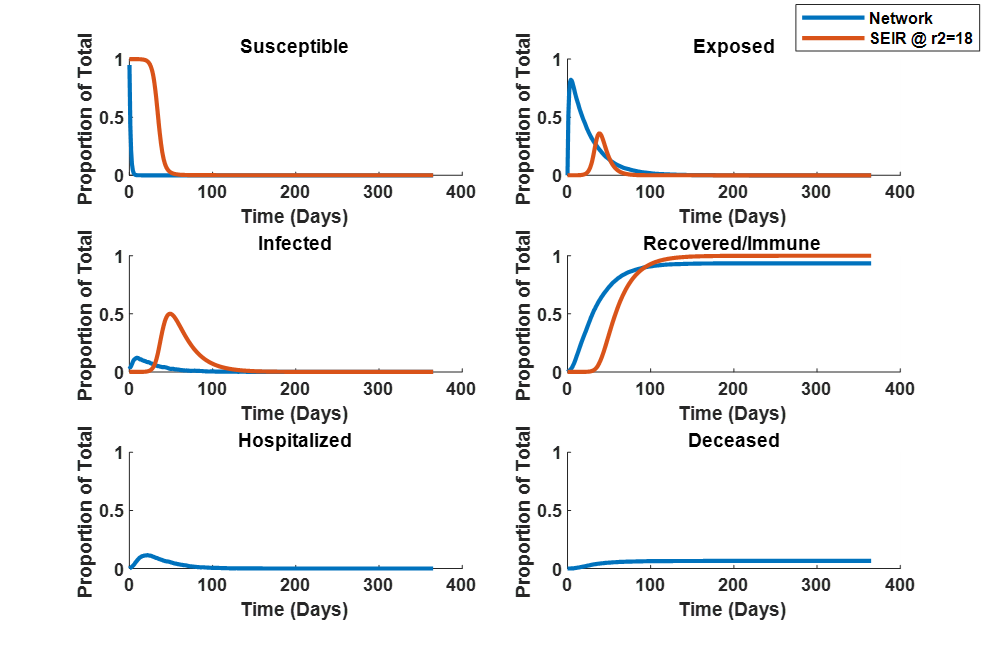 Network
SEIR @ r2=18
Susceptible
Proportion of Total
1
0.5
0
0 100 200 300 400
Time (Days)
Exposed
Proportion of Total
1
0.5
0
0 100 200 300 400
Time (Days)
Infected
Proportion of Total
1
0.5
0
0 100 200 300 400
Time (Days)
Recovered/Immune
Proportion of Total
1
0.5
0
0 100 200 300 400
Time (Days)
Hospitalized
Proportion of Total
1
0.5
0
0 100 200 300 400
Time (Days)
Deceased
Proportion of Total
1
0.5
0
0 100 200 300 400
Time (Days)